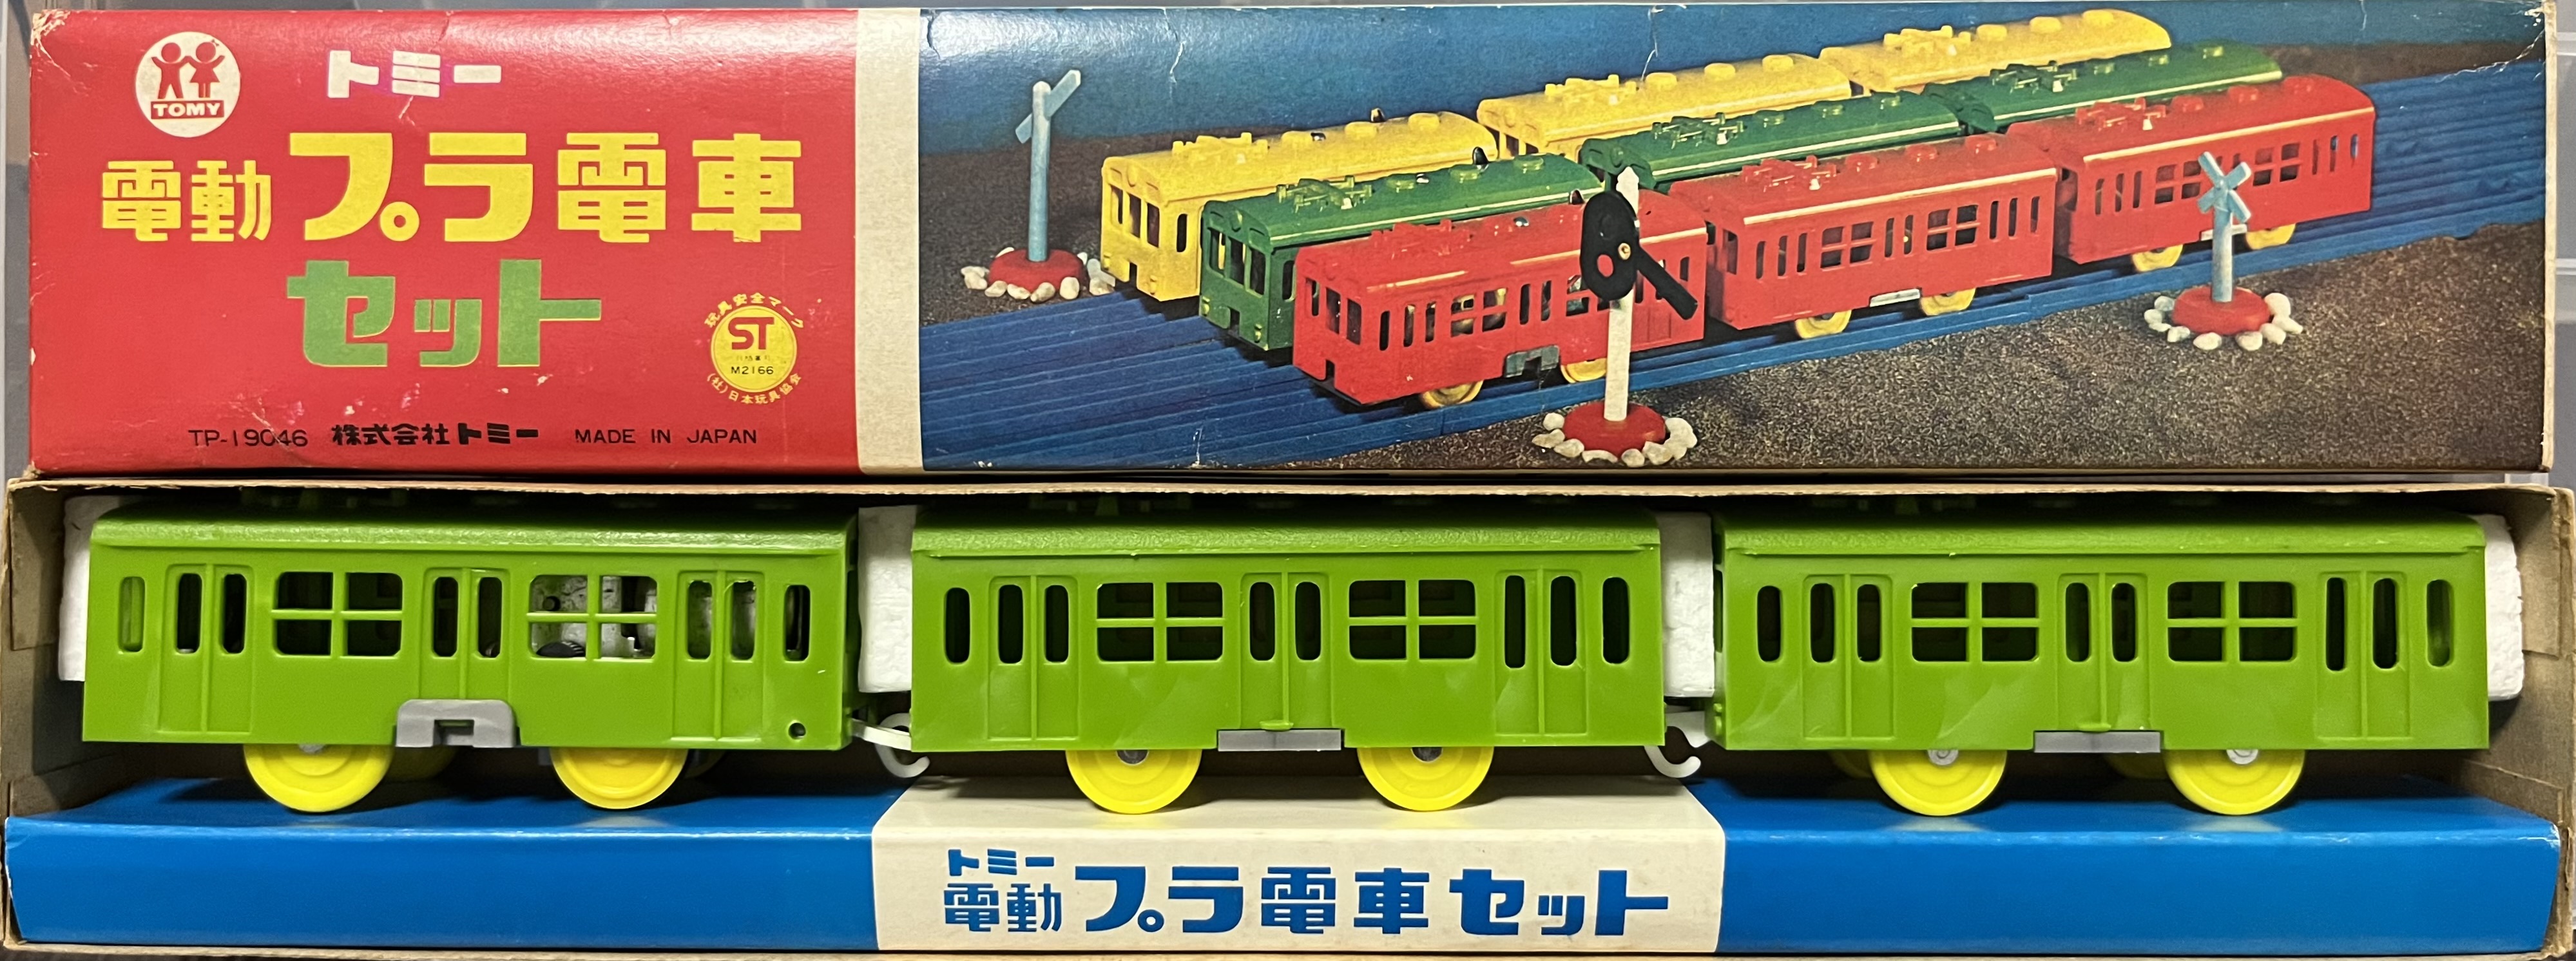 TOMY
トミー
電動プラ電車
セット
玩具安全マーク
ST
M2166
(社)日本玩具協会
TP-19046 株式会社トミー MADE IN JAPAN
トミー
電動プラ電車セット